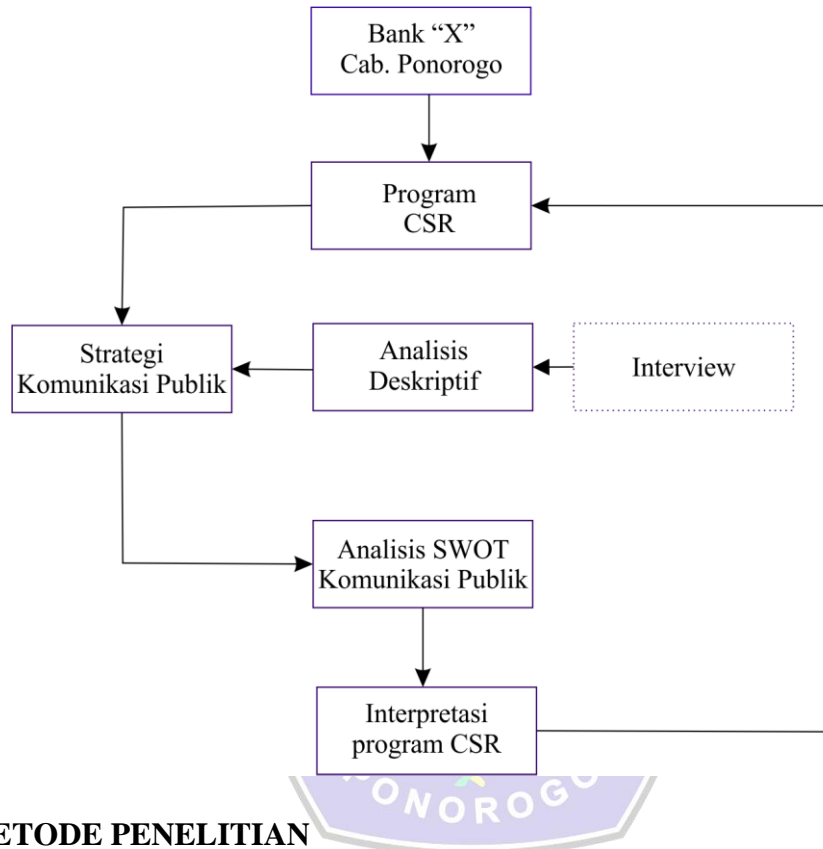 Bank “X”
Cab. Ponorogo
Program
CSR
Strategi
Komunikasi Publik
Analisis
Deskriptif
Interview
Analisis SWOT
Komunikasi Publik
Interpretasi
program CSR
PONOROGO
ETODE PENELITIAN